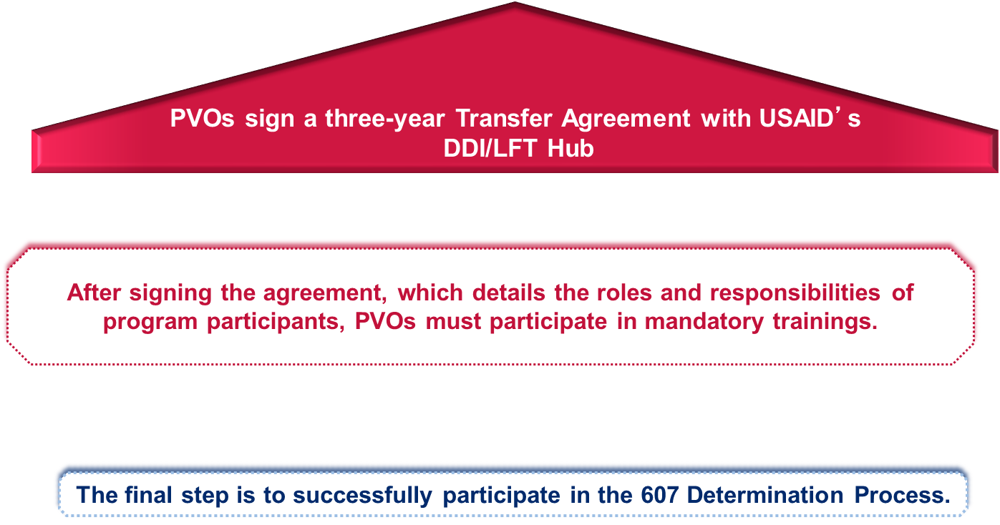 PVOs sign a three-year Transfer Agreement with USAID’s
DDI/LFT Hub
After signing the agreement, which details the roles and responsibilities of
program participants, PVOs must participate in mandatory trainings.
The final step is to successfully participate in the 607 Determination Process.